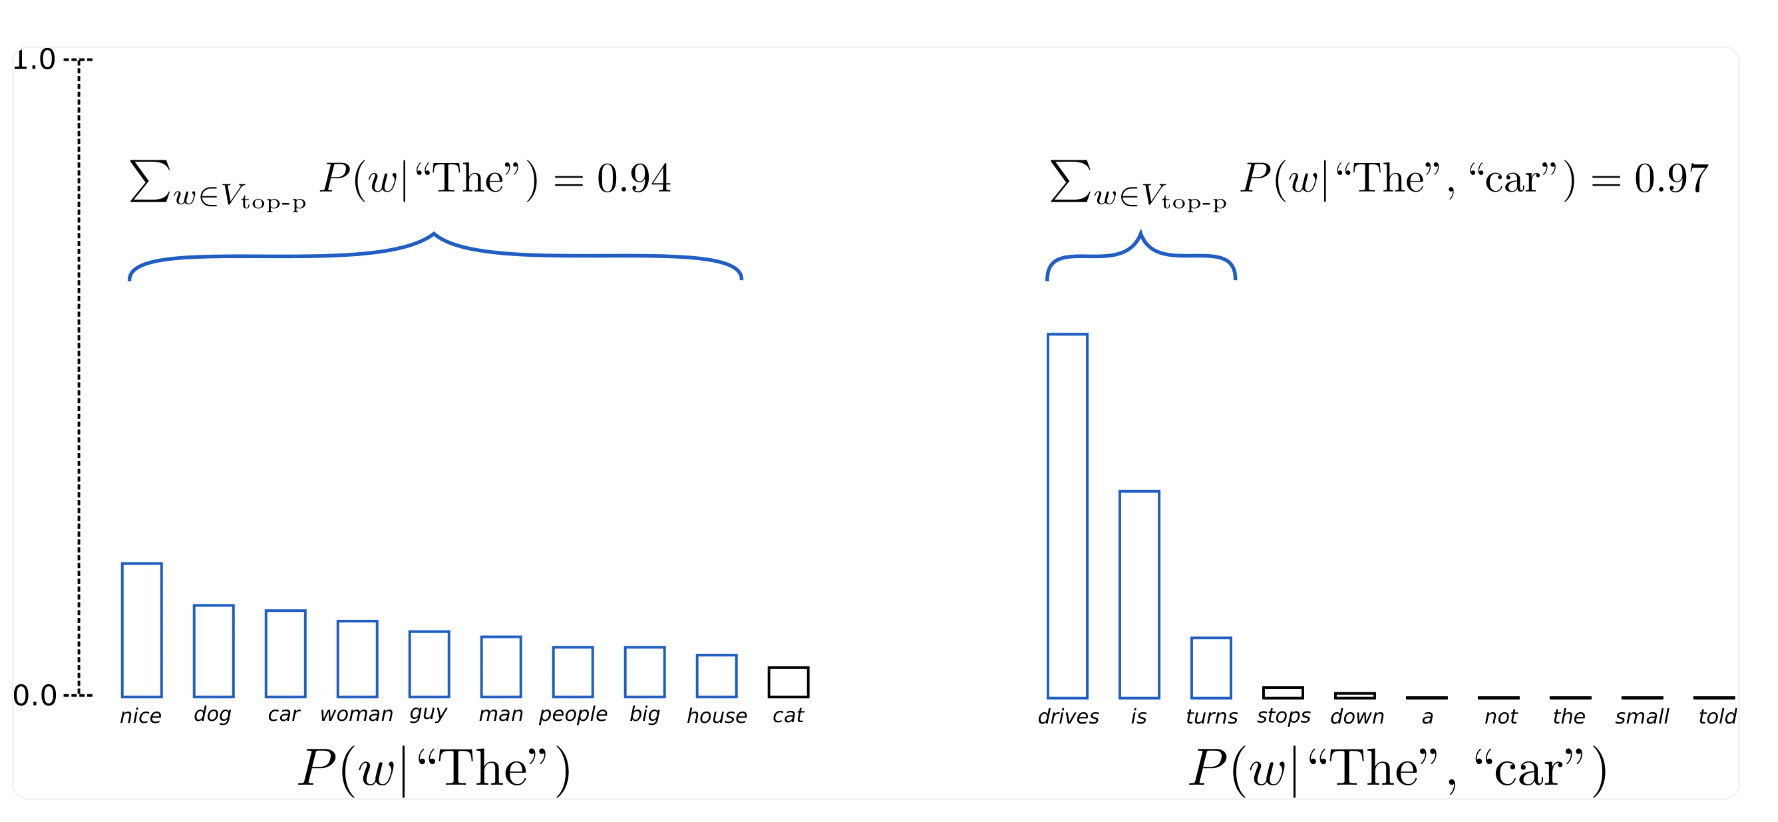 1.0
∑w∈Vtop-p P(w|“The”) = 0.94
∑w∈Vtop-p P(w|“The”, “car”) = 0.97
0.0
nice dog car woman guy man people big house cat
drives is turns stops down a not the small told
P(w|“The”)
P(w|“The”, “car”)